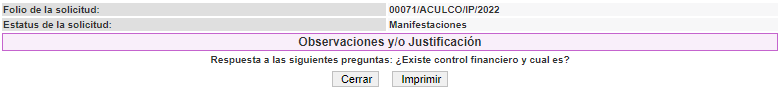 Folio de la solicitud: 00071/ACULCO/IP/2022
Estatus de la solicitud: Manifestaciones
Observaciones y/o Justificación
Respuesta a las siguientes preguntas: ¿Existe control financiero y cual es?
Cerrar Imprimir